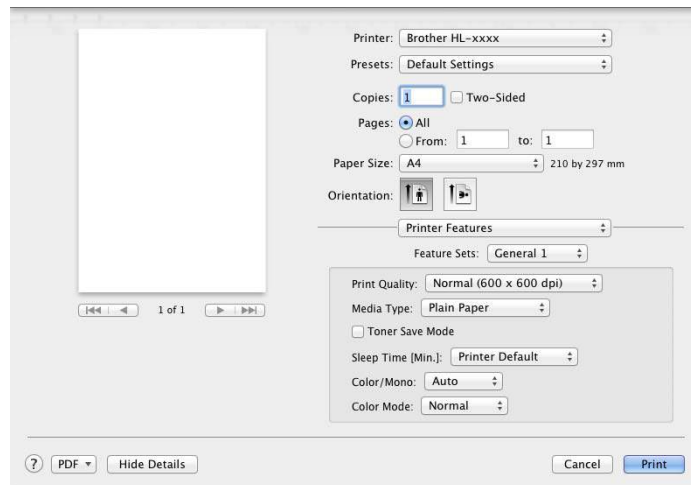 Printer: Brother HL-xxxx
Presets: Default Settings
Copies: 1 Two-Sided
Pages: All
From: 1 to: 1
Paper Size: A4 210 by 297 mm
Orientation:
Printer Features
Feature Sets: General 1
Print Quality: Normal (600 x 600 dpi)
Media Type: Plain Paper
Toner Save Mode
Sleep Time [Min.]: Printer Default
Color/Mono: Auto
Color Mode: Normal
1 of 1
? PDF Hide Details Cancel Print